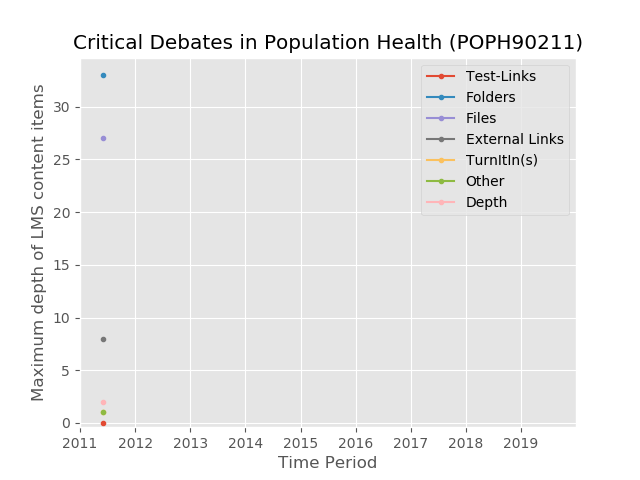 Critical Debates in Population Health (POPH90211)
Test-Links
Folders
Files
External Links
TurnItIn(s)
Other
Depth
Maximum depth of LMS content items
30
25
20
15
10
5
0
2011 2012 2013 2014 2015 2016 2017 2018 2019
Time Period